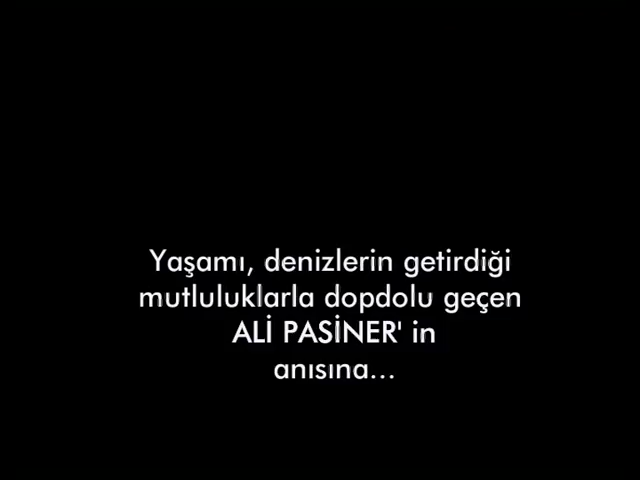 Yaşamı, denizlerin getirdiği
mutluluklarla dopdolu geçen
ALİ PASİNER' in
anısına...